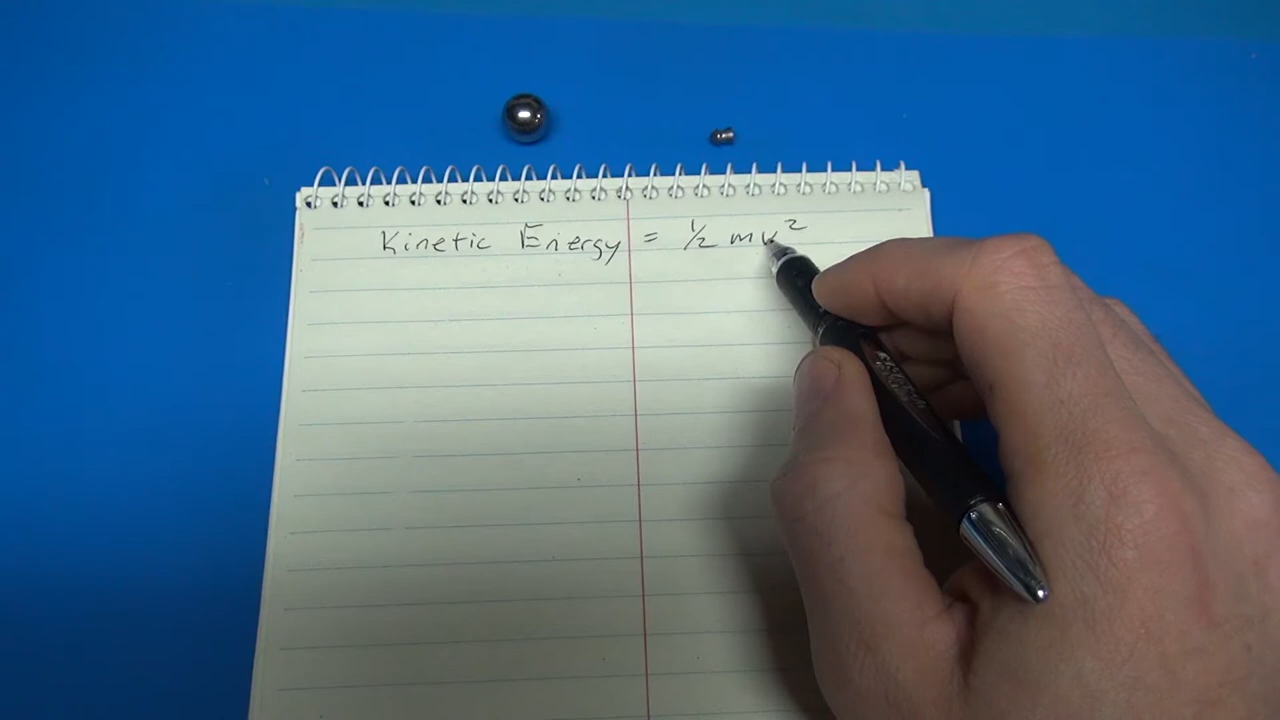 Kinetic Energy = 1/2 mv²